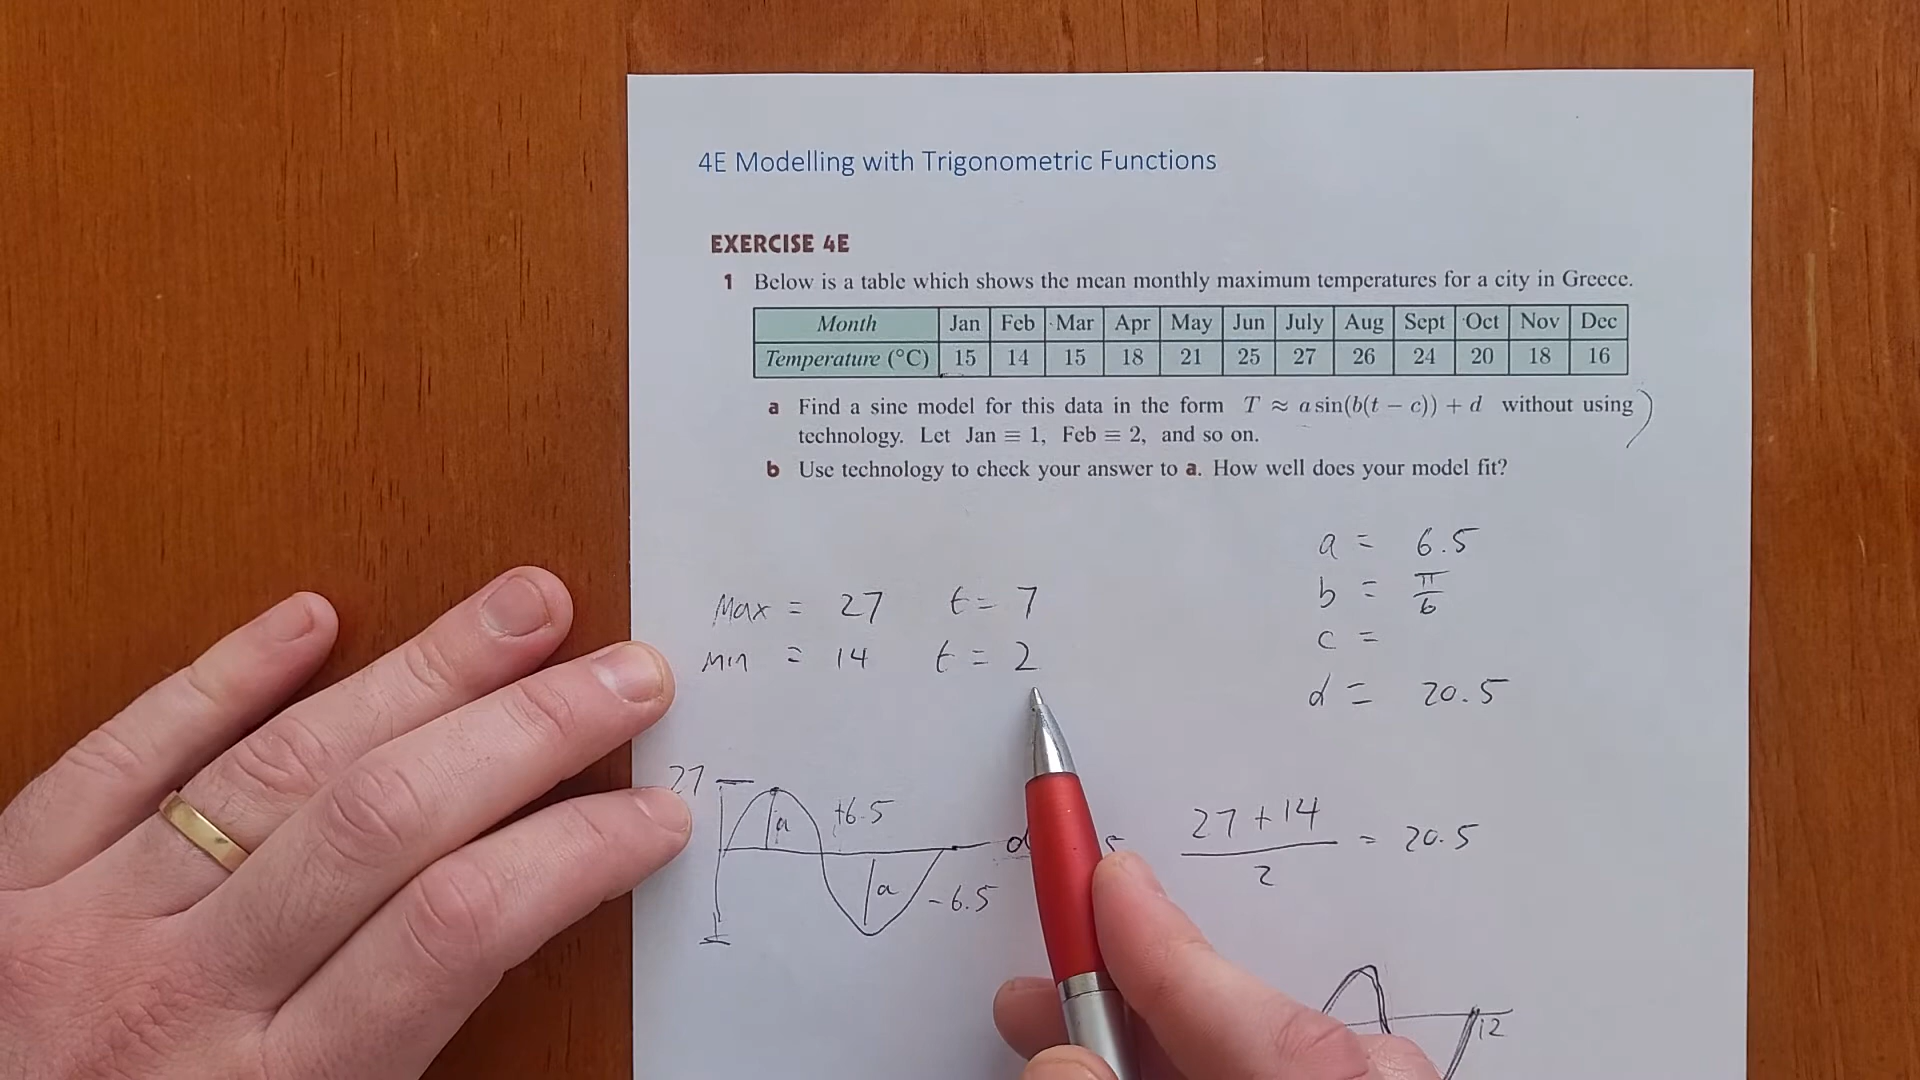 4E Modelling with Trigonometric Functions
EXERCISE 4E
1 Below is a table which shows the mean monthly maximum temperatures for a city in Greece.
Month Jan Feb Mar Apr May Jun July Aug Sept Oct Nov Dec
Temperature (°C) 15 14 15 18 21 25 27 26 24 20 18 16
a Find a sine model for this data in the form T ≈ a sin(b(t − c)) + d without using
technology. Let Jan ≡ 1, Feb ≡ 2, and so on.
b Use technology to check your answer to a. How well does your model fit?
a = 6.5
b = π/6
c =
d = 20.5
Max = 27 t = 7
Min = 14 t = 2
27
a
+6.5
a
-6.5
d
5
27 + 14
2
= 20.5
12